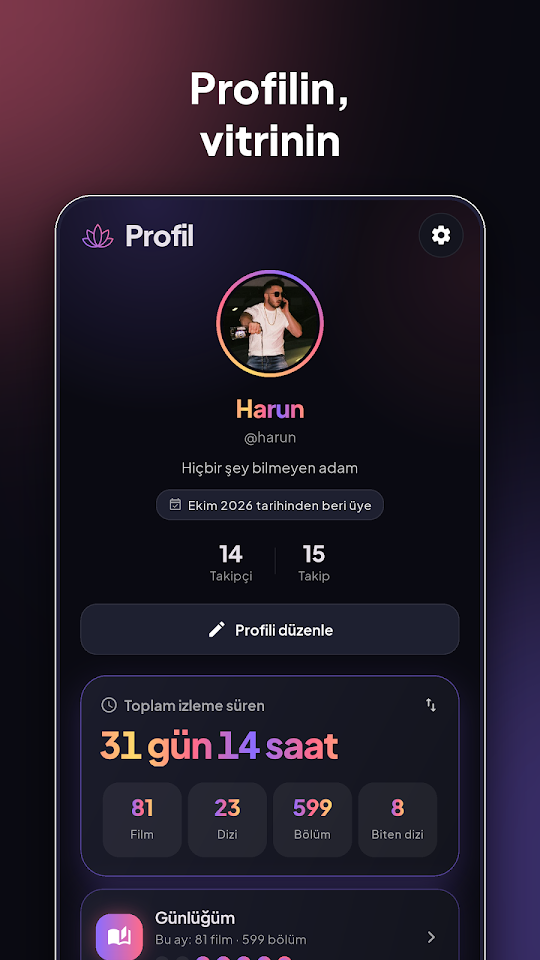 Profilin,
vitrinin
Profil
Harun
@harun
Hiçbir şey bilmeyen adam
Ekim 2026 tarihinden beri üye
14
15
Takipçi
Takip
Profili düzenle
Toplam izleme süren
31 gün 14 saat
81
23
599
8
Film
Dizi
Bölüm
Biten dizi
Günlüğüm
Bu ay: 81 film · 599 bölüm